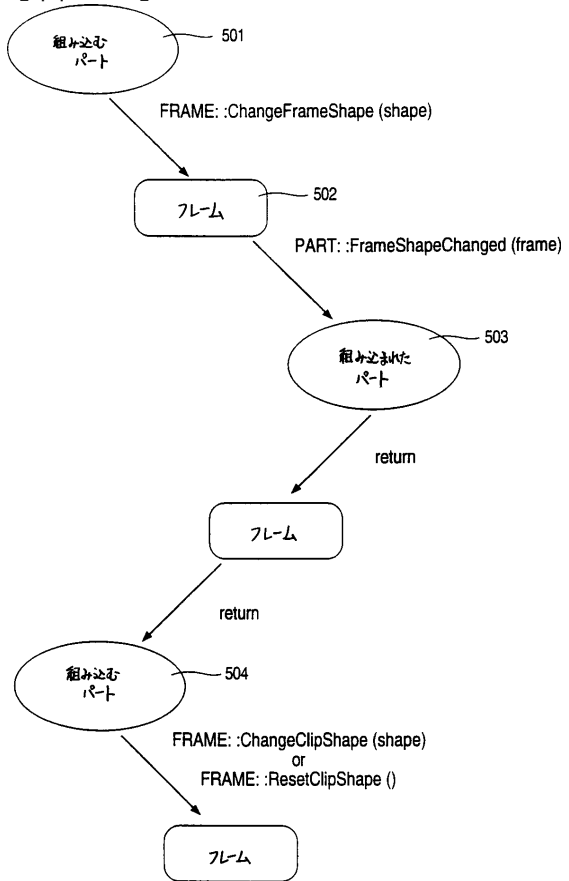 組み込む
パート
501
FRAME: :ChangeFrameShape (shape)
502
フレーム
PART: :FrameShapeChanged (frame)
503
組み込まれた
パート
return
フレーム
return
組み込む
パート
504
FRAME: :ChangeClipShape (shape)
or
FRAME: :ResetClipShape ()
フレーム